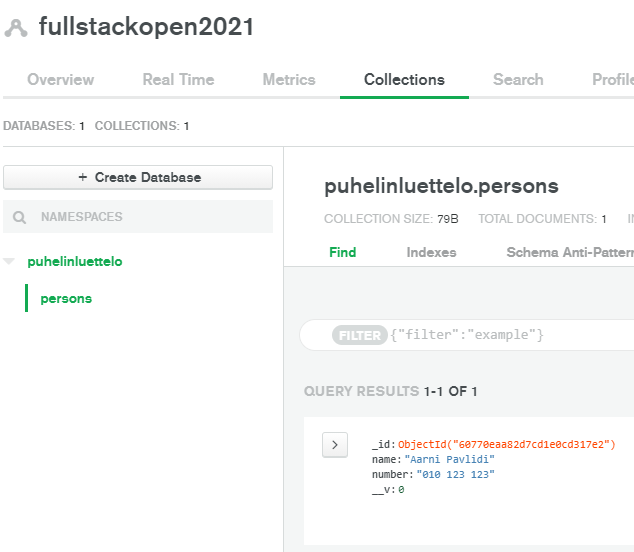 fullstackopen2021
Overview Real Time Metrics Collections Search Profile
DATABASES: 1 COLLECTIONS: 1
+ Create Database
NAMESPACES
puhelinluettelo
persons
puhelinluettelo.persons
COLLECTION SIZE: 79B TOTAL DOCUMENTS: 1
Find Indexes Schema Anti-Pattern
FILTER {"filter":"example"}
QUERY RESULTS 1-1 OF 1
_id: ObjectId("60770eaa82d7cd1e0cd317e2")
name: "Aarni Pavlidi"
number: "010 123 123"
__v: 0